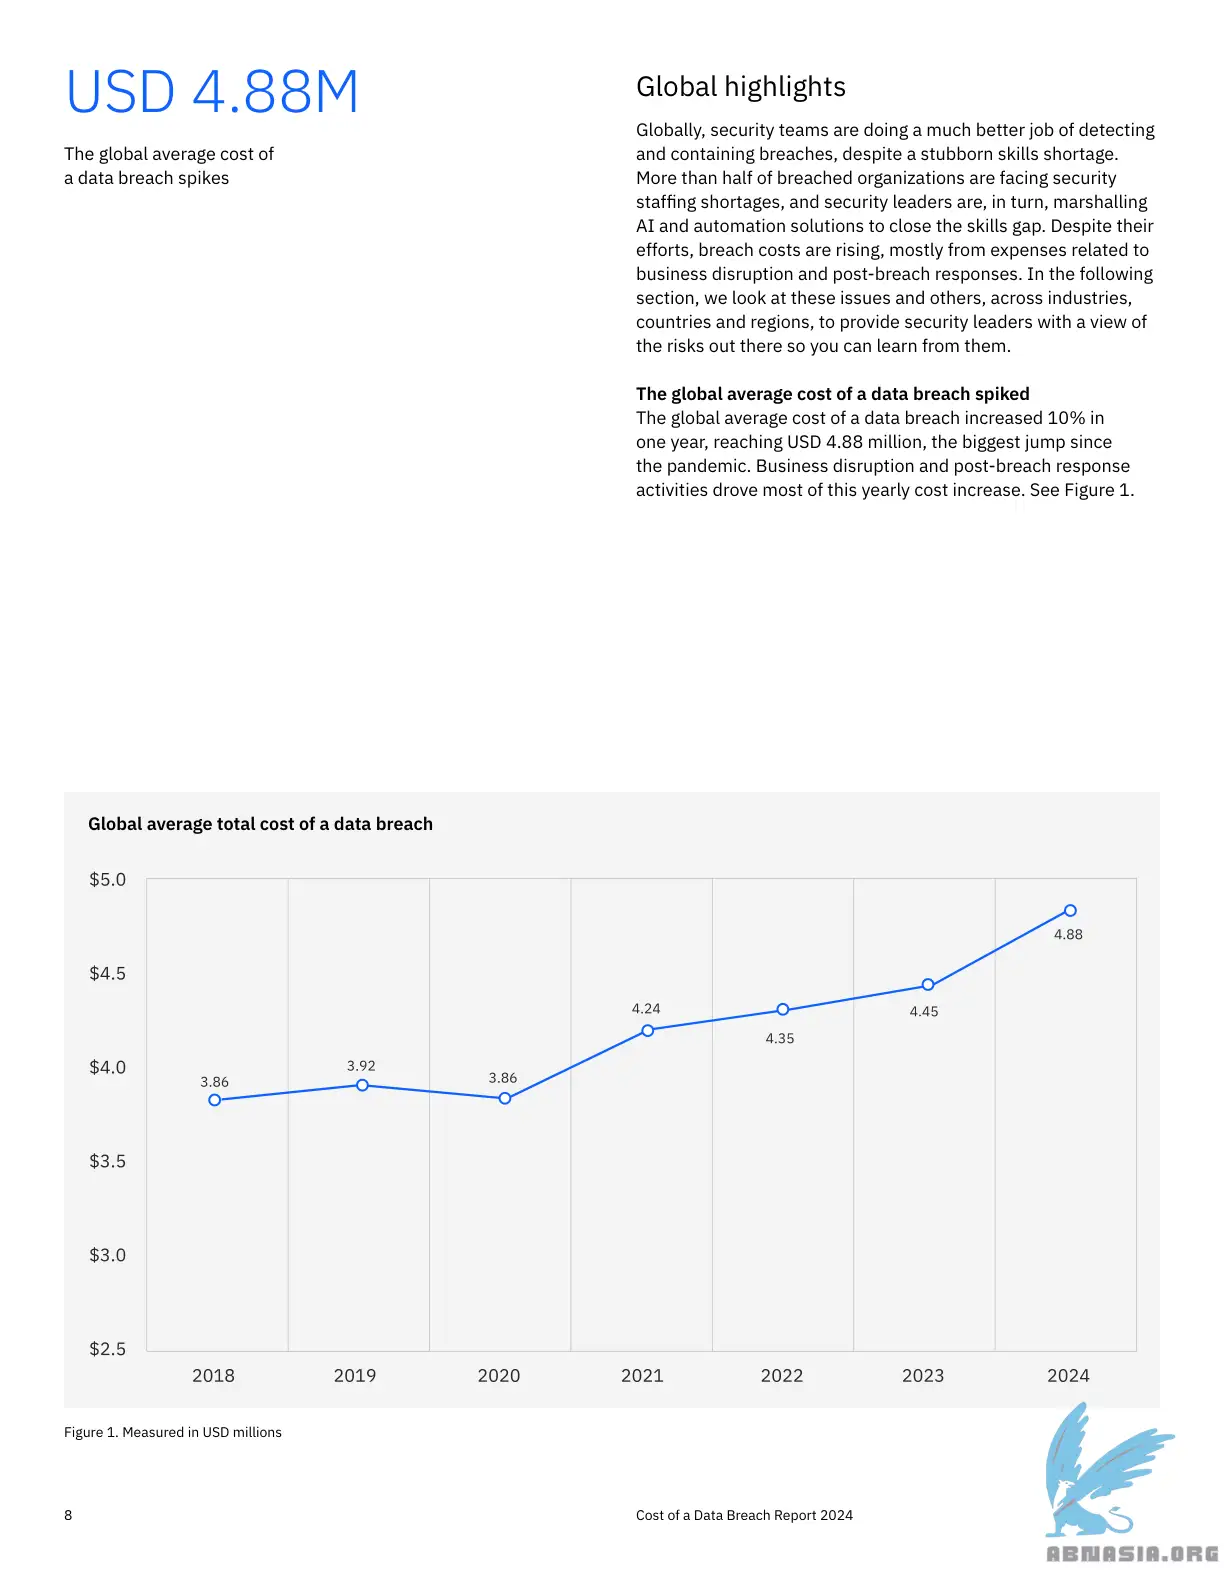 USD 4.88M
The global average cost of
a data breach spikes
Global highlights
Globally, security teams are doing a much better job of detecting
and containing breaches, despite a stubborn skills shortage.
More than half of breached organizations are facing security
staffing shortages, and security leaders are, in turn, marshalling
AI and automation solutions to close the skills gap. Despite their
efforts, breach costs are rising, mostly from expenses related to
business disruption and post-breach responses. In the following
section, we look at these issues and others, across industries,
countries and regions, to provide security leaders with a view of
the risks out there so you can learn from them.
The global average cost of a data breach spiked
The global average cost of a data breach increased 10% in
one year, reaching USD 4.88 million, the biggest jump since
the pandemic. Business disruption and post-breach response
activities drove most of this yearly cost increase. See Figure 1.
Global average total cost of a data breach
$5.0
4.88
$4.5
4.24
4.45
4.35
$4.0
3.92
3.86
3.86
$3.5
$3.0
$2.5
2018 2019 2020 2021 2022 2023 2024
Figure 1. Measured in USD millions
8
Cost of a Data Breach Report 2024
ABNASIA.ORG